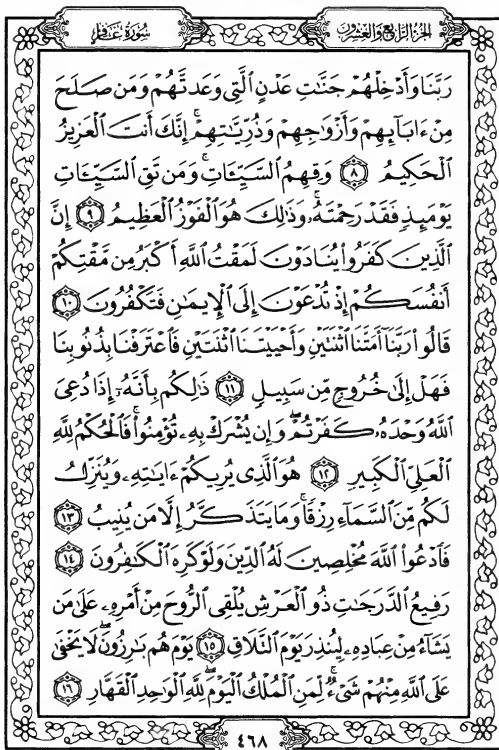 الجزء الرابع والعشرون
سورة غافر
رَبَّنَا وَأَدْخِلْهُمْ جَنَّٰتِ عَدْنٍ ٱلَّتِى وَعَدتَّهُمْ وَمَن صَلَحَ
مِنْ ءَابَآئِهِمْ وَأَزْوَٰجِهِمْ وَذُرِّيَّٰتِهِمْ ۚ إِنَّكَ أَنتَ ٱلْعَزِيزُ
ٱلْحَكِيمُ ٨ وَقِهِمُ ٱلسَّيِّـَٔاتِ ۚ وَمَن تَقِ ٱلسَّيِّـَٔاتِ
يَوْمَئِذٍ فَقَدْ رَحِمْتَهُۥ ۚ وَذَٰلِكَ هُوَ ٱلْفَوْزُ ٱلْعَظِيمُ ٩ إِنَّ
ٱلَّذِينَ كَفَرُوا۟ يُنَادَوْنَ لَمَقْتُ ٱللَّهِ أَكْبَرُ مِن مَّقْتِكُمْ
أَنفُسَكُمْ إِذْ تُدْعَوْنَ إِلَى ٱلْإِيمَٰنِ فَتَكْفُرُونَ ١٠
قَالُوا۟ رَبَّنَآ أَمَتَّنَا ٱثْنَتَيْنِ وَأَحْيَيْتَنَا ٱثْنَتَيْنِ فَٱعْتَرَفْنَا بِذُنُوبِنَا
فَهَلْ إِلَىٰ خُرُوجٍ مِّن سَبِيلٍ ١١ ذَٰلِكُم بِأَنَّهُۥٓ إِذَا دُعِىَ
ٱللَّهُ وَحْدَهُۥ كَفَرْتُمْ ۖ وَإِن يُشْرَكْ بِهِۦ تُؤْمِنُوا۟ ۚ فَٱلْحُكْمُ لِلَّهِ
ٱلْعَلِىِّ ٱلْكَبِيرِ ١٢ هُوَ ٱلَّذِى يُرِيكُمْ ءَايَٰتِهِۦ وَيُنَزِّلُ
لَكُم مِّنَ ٱلسَّمَآءِ رِزْقًا ۚ وَمَا يَتَذَكَّرُ إِلَّا مَن يُنِيبُ ١٣
فَٱدْعُوا۟ ٱللَّهَ مُخْلِصِينَ لَهُ ٱلدِّينَ وَلَوْ كَرِهَ ٱلْكَٰفِرُونَ ١٤
رَفِيعُ ٱلدَّرَجَٰتِ ذُو ٱلْعَرْشِ يُلْقِى ٱلرُّوحَ مِنْ أَمْرِهِۦ عَلَىٰ مَن
يَشَآءُ مِنْ عِبَادِهِۦ لِيُنذِرَ يَوْمَ ٱلتَّلَاقِ ١٥ يَوْمَ هُم بَٰرِزُونَ ۖ لَا يَخْفَىٰ
عَلَى ٱللَّهِ مِنْهُمْ شَىْءٌ ۚ لِّمَنِ ٱلْمُلْكُ ٱلْيَوْمَ ۖ لِلَّهِ ٱلْوَٰحِدِ ٱلْقَهَّارِ ١٦
٤٦٨